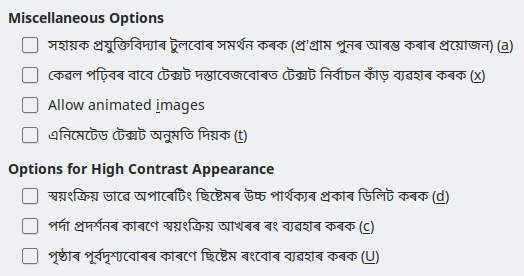 Miscellaneous Options
সহায়ক প্ৰযুক্তিবিদ্যাৰ টুলবোৰ সমৰ্থন কৰক (প্ৰ'গ্ৰাম পুনৰ আৰম্ভ কৰাৰ প্ৰয়োজন) (a)
কেৱল পঢ়িবৰ বাবে টেক্সট দস্তাবেজবোৰত টেক্সট নিৰ্বাচন কাঁড় ব্যৱহাৰ কৰক (x)
Allow animated images
এনিমেটেড টেক্সট অনুমতি দিয়ক (t)
Options for High Contrast Appearance
স্বয়ংক্ৰিয় ভাৱে অপাৰেটিং ছিষ্টেমৰ উচ্চ পাৰ্থক্যৰ প্ৰকাৰ ডিলিট কৰক (d)
পৰ্দা প্ৰদৰ্শনৰ কাৰণে স্বয়ংক্ৰিয় আখৰৰ ৰং ব্যৱহাৰ কৰক (c)
পৃষ্ঠাৰ পূৰ্বদৃশ্যবোৰৰ কাৰণে ছিষ্টেম ৰংবোৰ ব্যৱহাৰ কৰক (U)